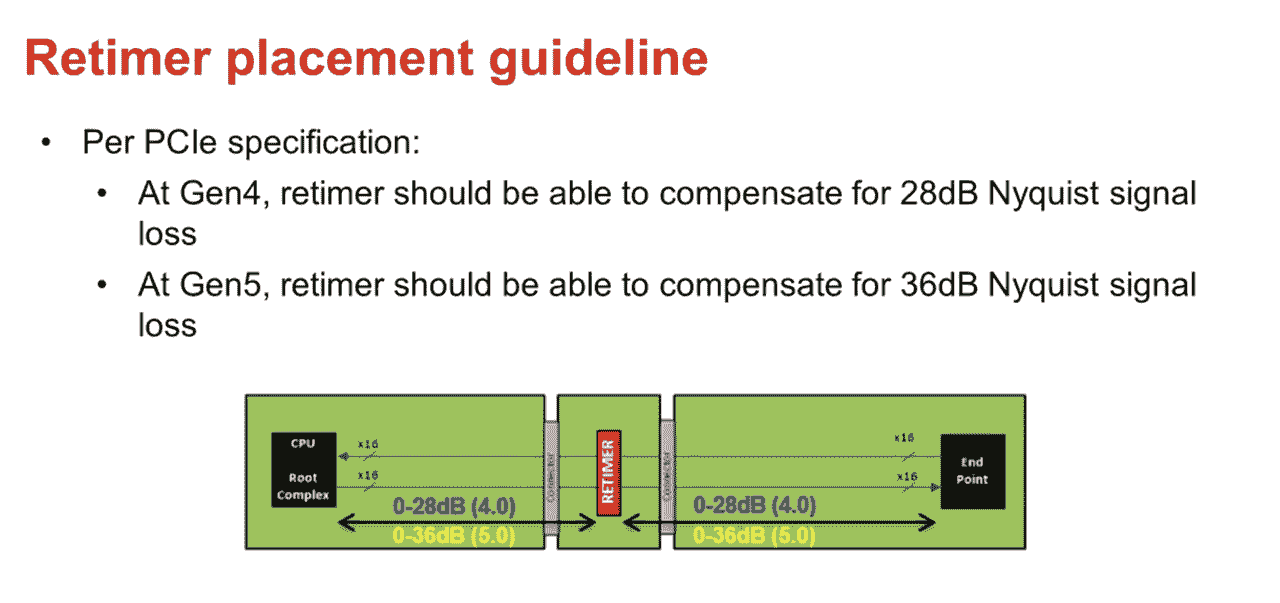 Retimer placement guideline
• Per PCIe specification:
• At Gen4, retimer should be able to compensate for 28dB Nyquist signal
loss
• At Gen5, retimer should be able to compensate for 36dB Nyquist signal
loss
CPU
Root
Complex
x16
x16
0-28dB (4.0)
0-36dB (5.0)
Connector
RETIMER
Connector
x16
x16
0-28dB (4.0)
0-36dB (5.0)
End
Point